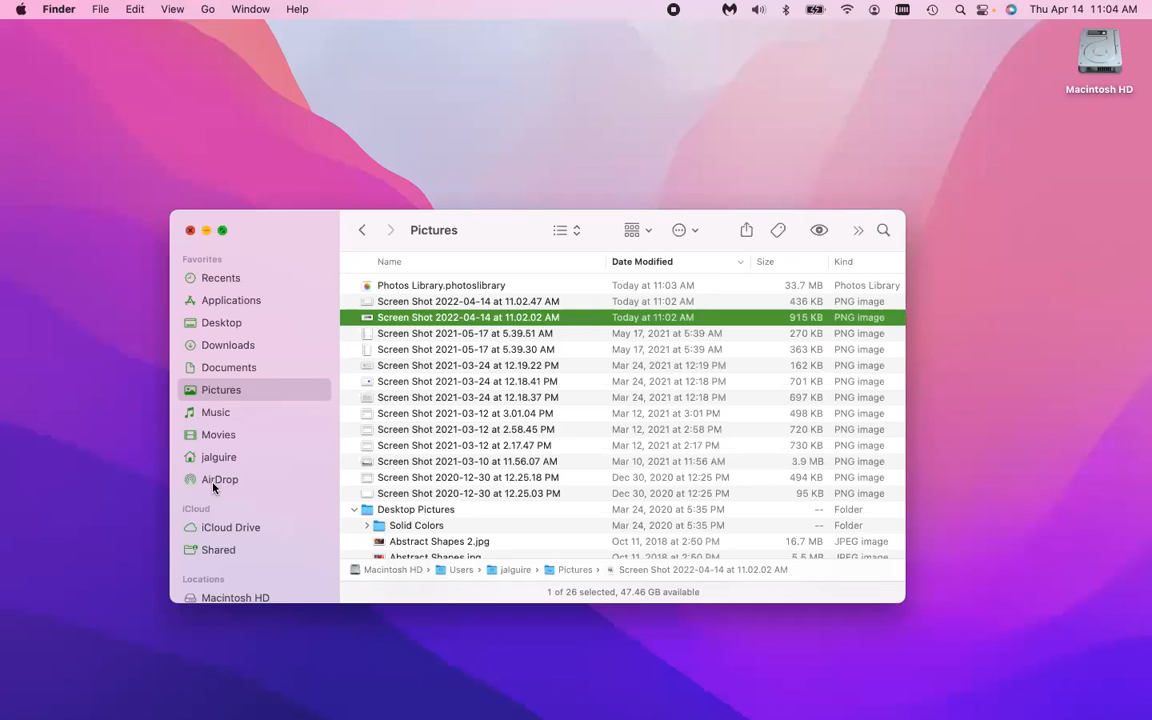 Finder File Edit View Go Window Help Thu Apr 14 11:04 AM
Macintosh HD
Pictures
Favorites
Recents
Applications
Desktop
Downloads
Documents
Pictures
Music
Movies
jalguire
AirDrop
iCloud
iCloud Drive
Shared
Locations
Macintosh HD
Name Date Modified Size Kind
Photos Library.photoslibrary Today at 11:03 AM 33.7 MB Photos Library
Screen Shot 2022-04-14 at 11.02.47 AM Today at 11:02 AM 436 KB PNG image
Screen Shot 2022-04-14 at 11.02.02 AM Today at 11:02 AM 915 KB PNG image
Screen Shot 2021-05-17 at 5.39.51 AM May 17, 2021 at 5:39 AM 270 KB PNG image
Screen Shot 2021-05-17 at 5.39.30 AM May 17, 2021 at 5:39 AM 363 KB PNG image
Screen Shot 2021-03-24 at 12.19.22 PM Mar 24, 2021 at 12:19 PM 162 KB PNG image
Screen Shot 2021-03-24 at 12.18.41 PM Mar 24, 2021 at 12:18 PM 701 KB PNG image
Screen Shot 2021-03-24 at 12.18.37 PM Mar 24, 2021 at 12:18 PM 697 KB PNG image
Screen Shot 2021-03-12 at 3.01.04 PM Mar 12, 2021 at 3:01 PM 498 KB PNG image
Screen Shot 2021-03-12 at 2.58.45 PM Mar 12, 2021 at 2:58 PM 720 KB PNG image
Screen Shot 2021-03-12 at 2.17.47 PM Mar 12, 2021 at 2:17 PM 730 KB PNG image
Screen Shot 2021-03-10 at 11.56.07 AM Mar 10, 2021 at 11:56 AM 3.9 MB PNG image
Screen Shot 2020-12-30 at 12.25.18 PM Dec 30, 2020 at 12:25 PM 494 KB PNG image
Screen Shot 2020-12-30 at 12.25.03 PM Dec 30, 2020 at 12:25 PM 95 KB PNG image
Desktop Pictures Mar 24, 2020 at 5:35 PM -- Folder
Solid Colors Mar 24, 2020 at 5:35 PM -- Folder
Abstract Shapes 2.jpg Oct 11, 2018 at 2:50 PM 16.7 MB JPEG image
Abstract Shapes.jpg Oct 11, 2018 at 2:50 PM 5.5 MB JPEG image
Macintosh HD › Users › jalguire › Pictures › Screen Shot 2022-04-14 at 11.02.02 AM
1 of 26 selected, 47.46 GB available